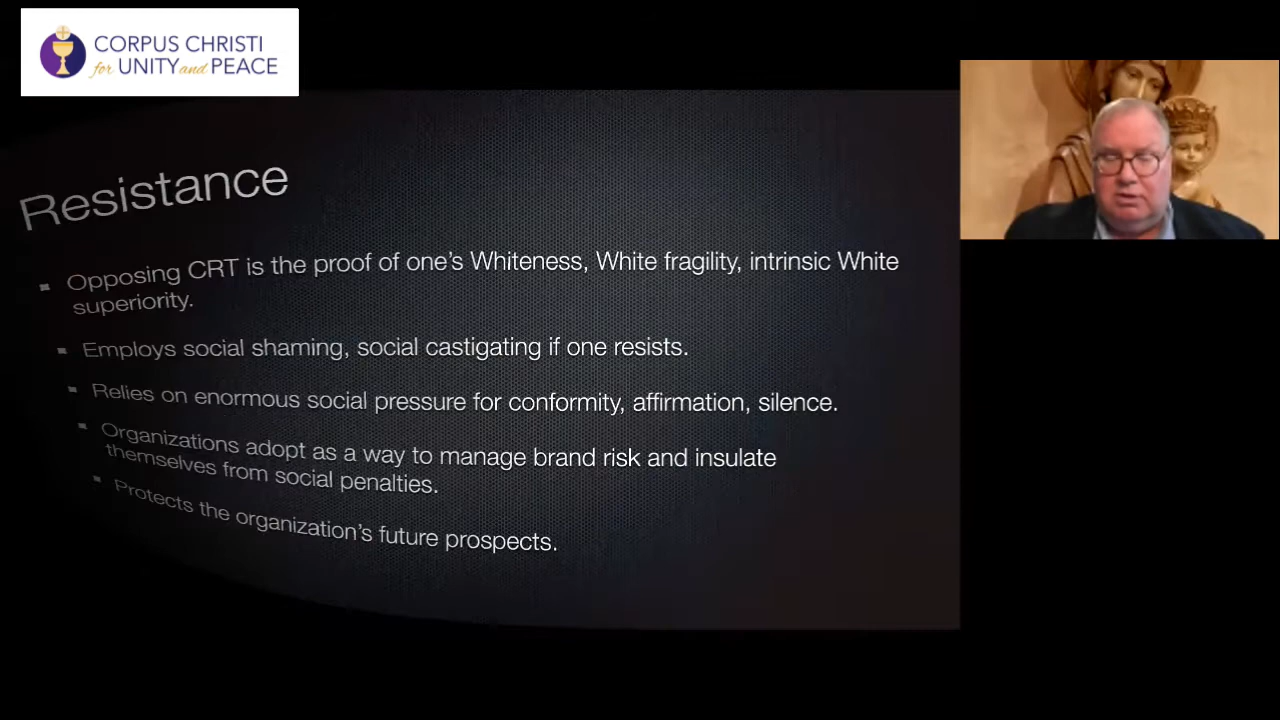 CORPUS CHRISTI
for UNITY and PEACE
Resistance
▪ Opposing CRT is the proof of one's Whiteness, White fragility, intrinsic White
superiority.
▪ Employs social shaming, social castigating if one resists.
▪ Relies on enormous social pressure for conformity, affirmation, silence.
▪ Organizations adopt as a way to manage brand risk and insulate
themselves from social penalties.
▪ Protects the organization's future prospects.